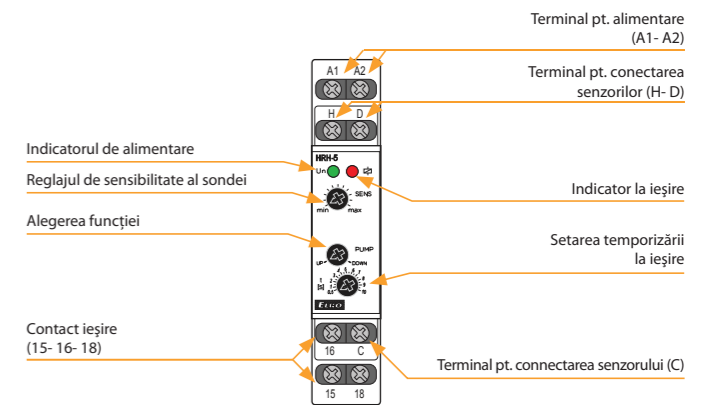 Terminal pt. alimentare
(A1- A2)
Terminal pt. conectarea
senzorilor (H- D)
Indicatorul de alimentare
Reglajul de sensibilitate al sondei
Alegerea funcției
Contact ieșire
(15- 16- 18)
A1 A2
H D
HRH-5
Un
SENS
min max
PUMP
UP DOWN
ELKO
16 C
15 18
Indicator la ieșire
Setarea temporizării
la ieșire
Terminal pt. connectarea senzorului (C)